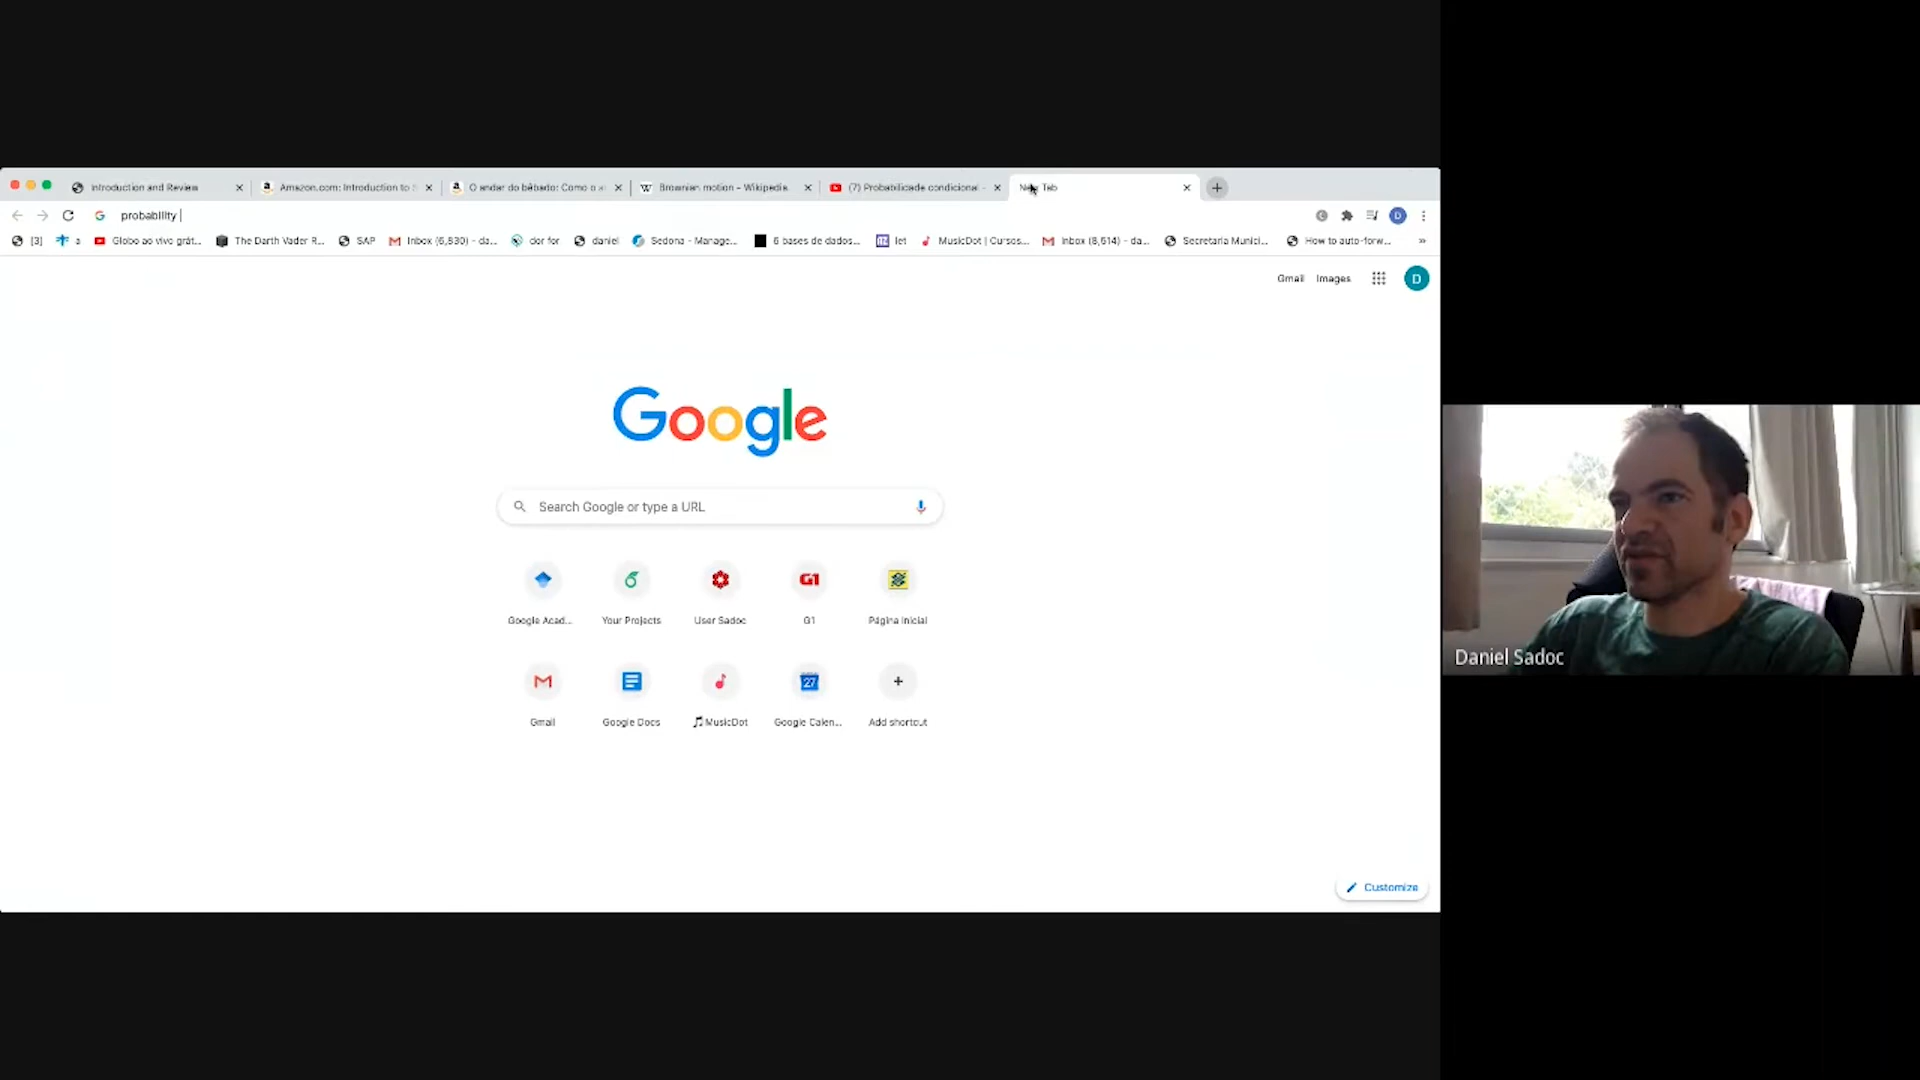 Introduction and Review
Amazon.com: Introduction to
O andar do bêbado: Como o a
Brownian motion - Wikipedia
(7) Probabilidade condicional -
New Tab
probability
[3]
a
Globo ao vivo grát...
The Darth Vader R...
SAP
Inbox (6,830) - da...
dor for
daniel
Sedona - Manage...
6 bases de dados...
let
MusicDot | Cursos...
Inbox (8,614) - da...
Secretaria Munici...
How to auto-forw...
»
Gmail
Images
D
Google
Search Google or type a URL
G1
Google Acad...
Your Projects
User Sadoc
G1
Página Inicial
27
Gmail
Google Docs
MusicDot
Google Calen...
Add shortcut
Customize
Daniel Sadoc